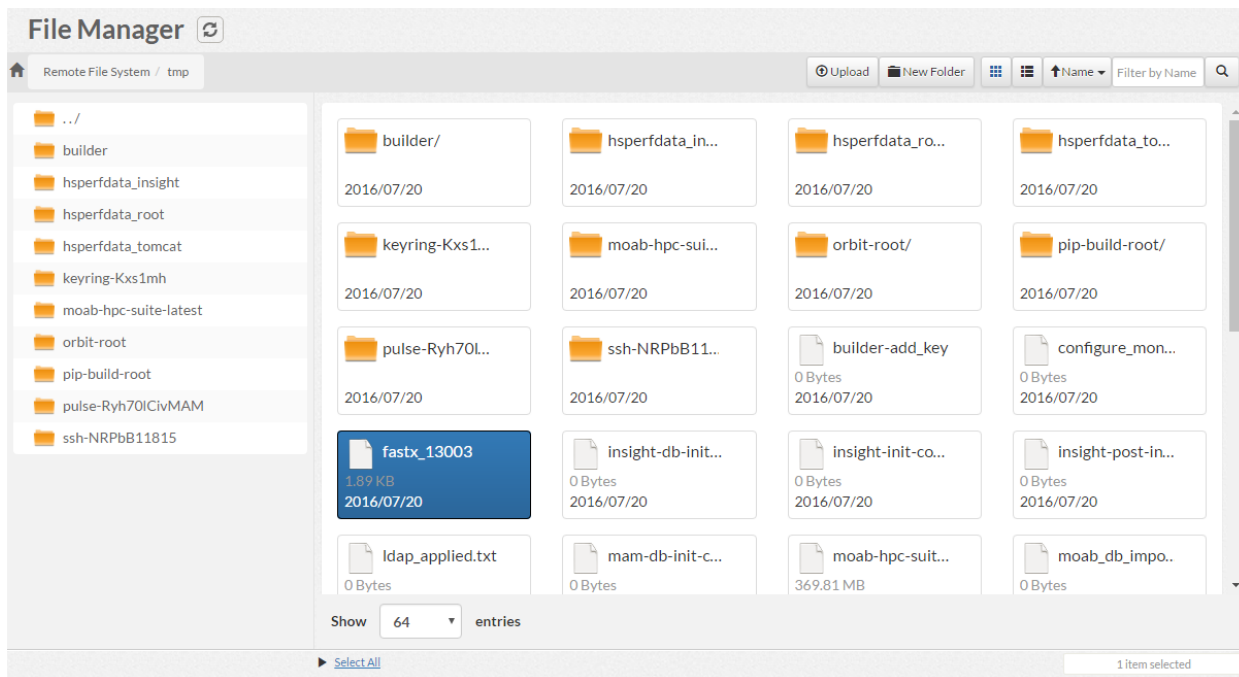 File Manager
Remote File System / tmp
Upload New Folder Name Filter by Name
../
builder
hsperfdata_insight
hsperfdata_root
hsperfdata_tomcat
keyring-Kxs1mh
moab-hpc-suite-latest
orbit-root
pip-build-root
pulse-Ryh70lCivMAM
ssh-NRPbB11815
builder/ hsperfdata_in... hsperfdata_ro... hsperfdata_to...
2016/07/20 2016/07/20 2016/07/20 2016/07/20
keyring-Kxs1... moab-hpc-sui... orbit-root/ pip-build-root/
2016/07/20 2016/07/20 2016/07/20 2016/07/20
pulse-Ryh70l... ssh-NRPbB11... builder-add_key configure_mon...
0 Bytes 0 Bytes
2016/07/20 2016/07/20 2016/07/20 2016/07/20
fastx_13003 insight-db-init... insight-init-co... insight-post-in...
1.89 KB 0 Bytes 0 Bytes 0 Bytes
2016/07/20 2016/07/20 2016/07/20 2016/07/20
ldap_applied.txt mam-db-init-c... moab-hpc-suit... moab_db_impo..
0 Bytes 0 Bytes 369.81 MB 0 Bytes
Show 64 entries
Select All
1 item selected